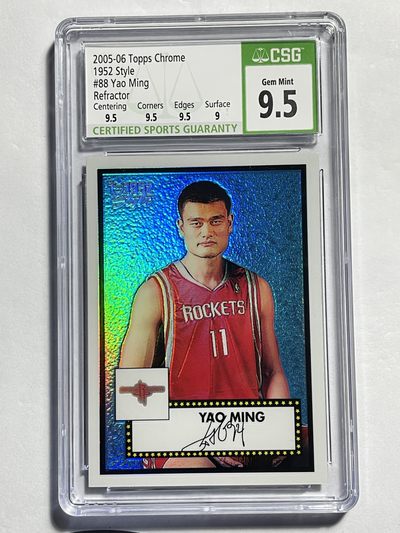 2005-06 Topps Chrome
1952 Style
#88 Yao Ming
Refractor
Centering Corners Edges Surface
9.5 9.5 9.5 9
CERTIFIED SPORTS GUARANTY
CSG
Gem Mint
9.5
ROCKETS
11
YAO MING